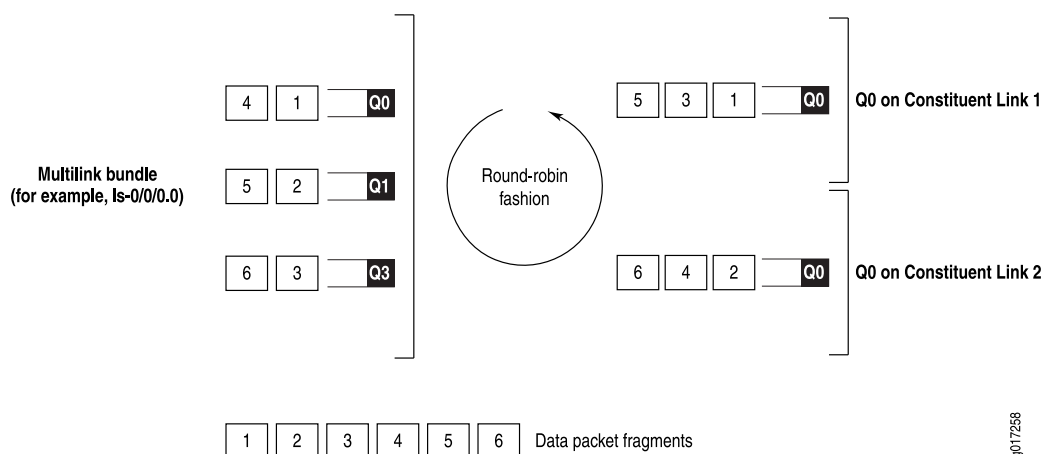 4 1 Q0
5 3 1 Q0 Q0 on Constituent Link 1
Multilink bundle
(for example, ls-0/0/0.0)
5 2 Q1
Round-robin
fashion
6 3 Q3
6 4 2 Q0 Q0 on Constituent Link 2
1 2 3 4 5 6 Data packet fragments
g017258